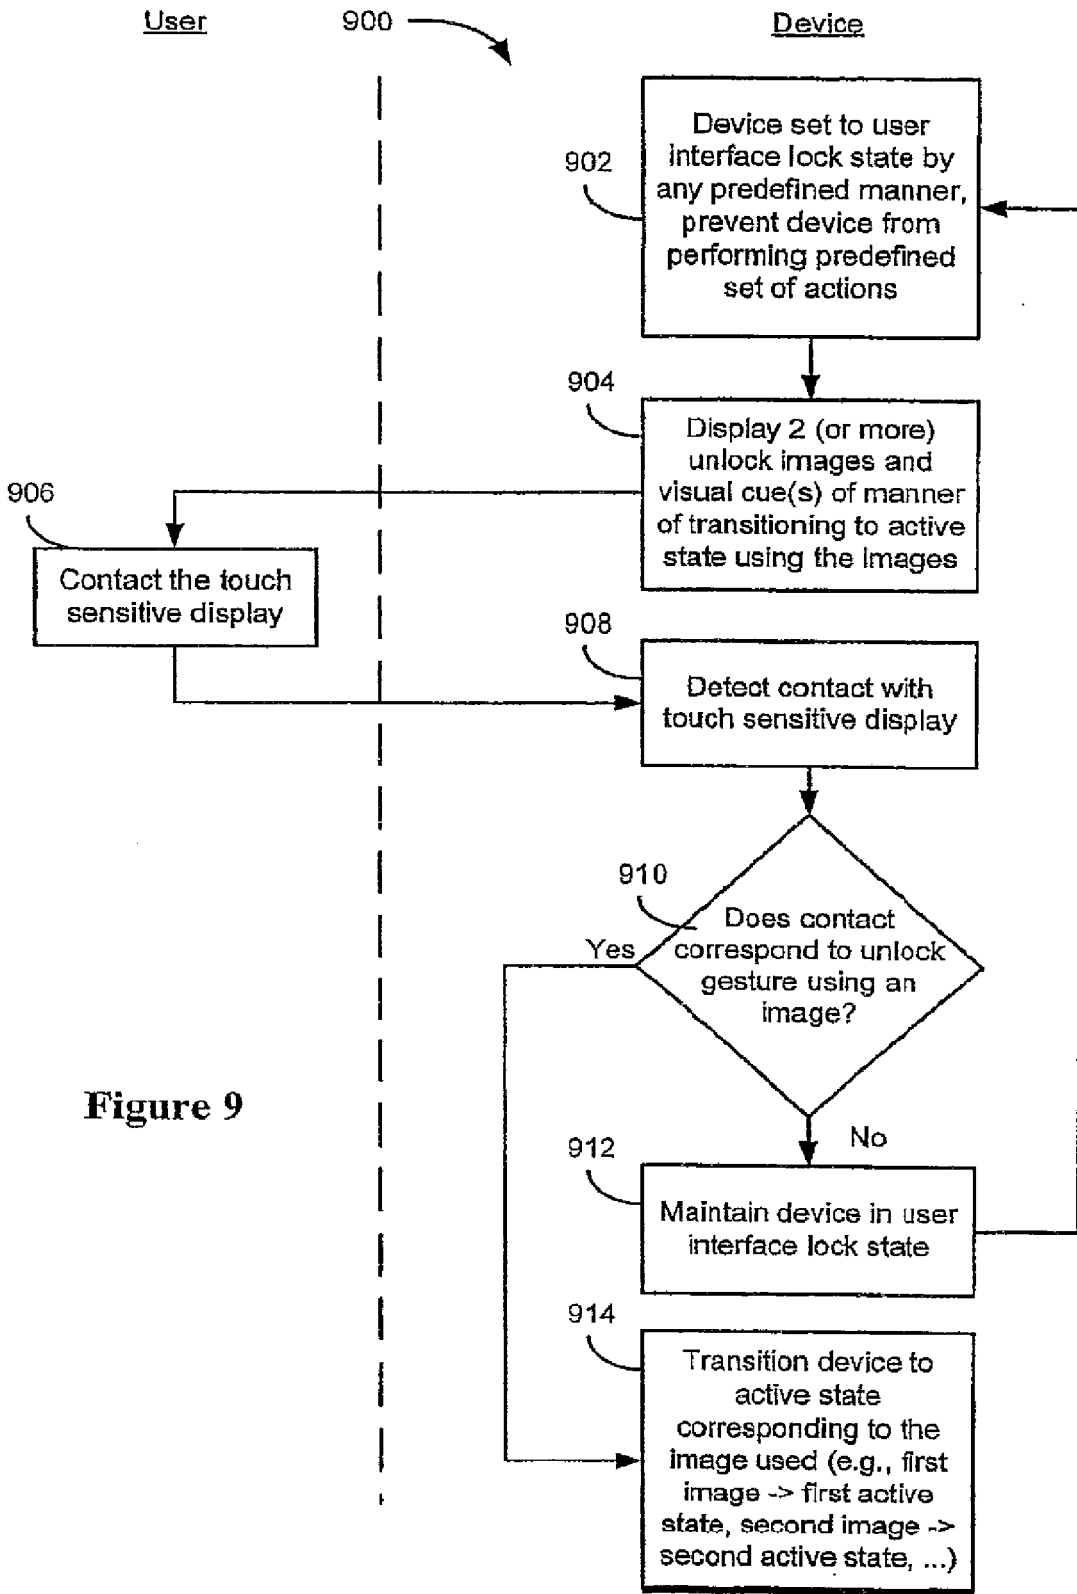 User
900
Device
902
Device set to user
interface lock state by
any predefined manner,
prevent device from
performing predefined
set of actions
904
Display 2 (or more)
unlock images and
visual cue(s) of manner
of transitioning to active
state using the images
906
Contact the touch
sensitive display
908
Detect contact with
touch sensitive display
910
Does contact
correspond to unlock
gesture using an
image?
Yes
No
Figure 9
912
Maintain device in user
interface lock state
914
Transition device to
active state
corresponding to the
image used (e.g., first
image -> first active
state, second image ->
second active state, ...)